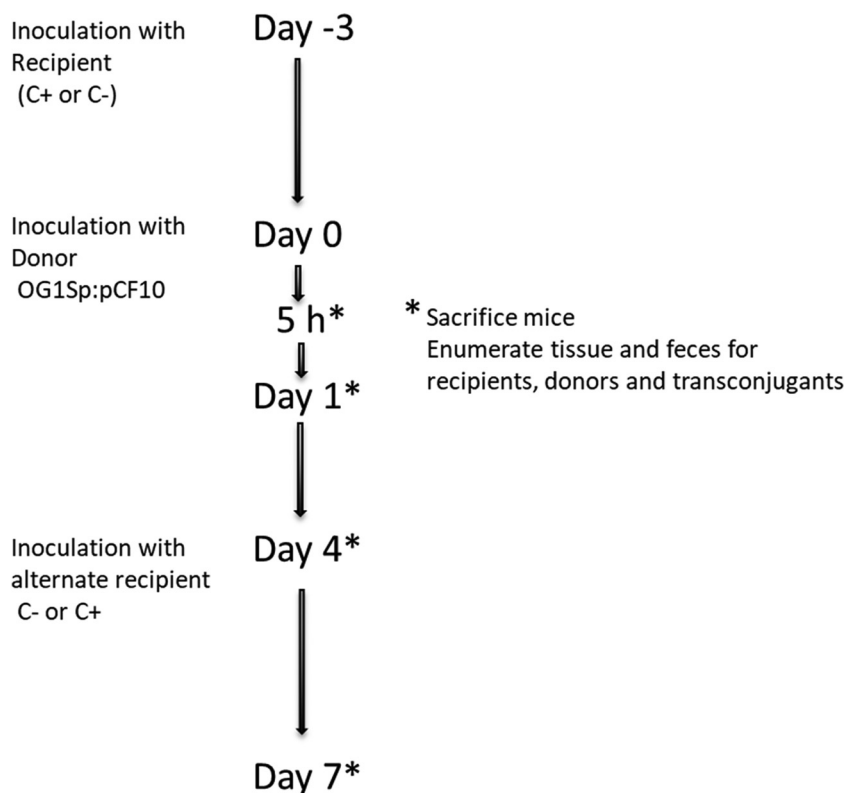 Inoculation with
Recipient
(C+ or C-)
Day -3
Inoculation with
Donor
OG1Sp:pCF10
Day 0
5 h*
* Sacrifice mice
Enumerate tissue and feces for
recipients, donors and transconjugants
Day 1*
Inoculation with
alternate recipient
C- or C+
Day 4*
Day 7*